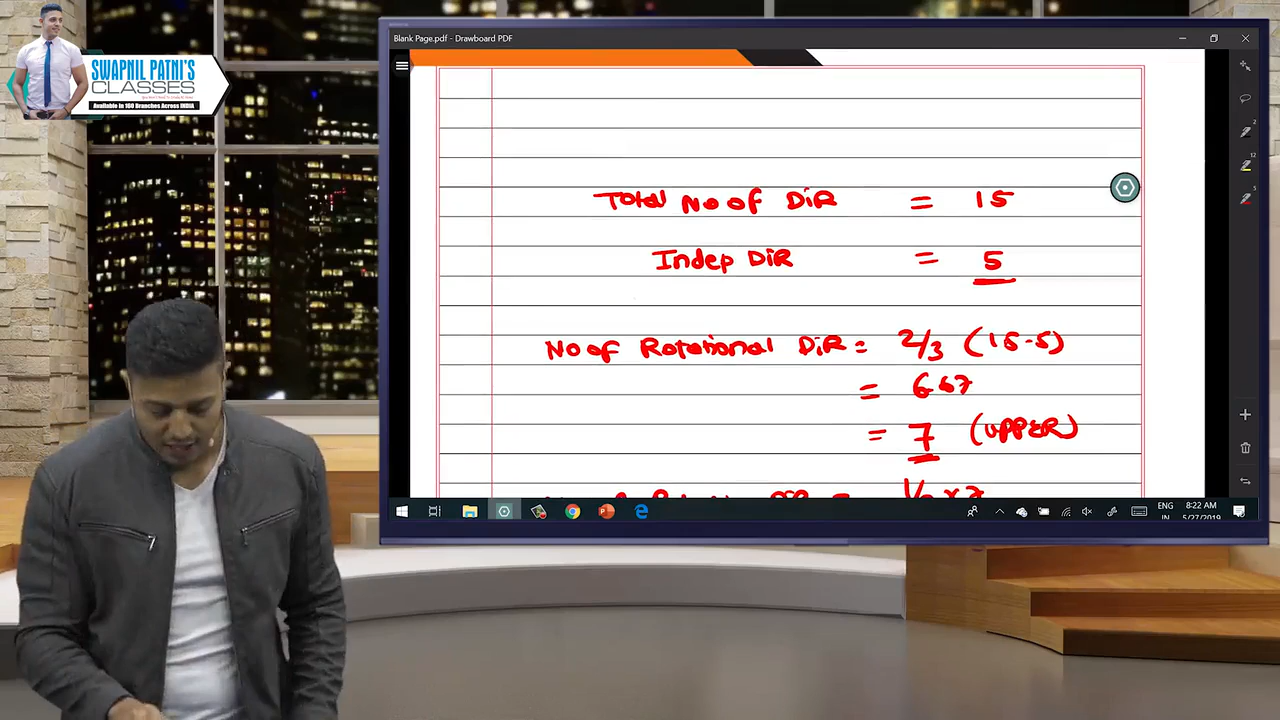 SWAPNIL PATNI'S
CLASSES
Available in 160 Branches Across INDIA
Blank Page.pdf - Drawboard PDF
Total No of DiR = 15
Indep DiR = 5
No of Rotational DiR = 2/3 (15-5)
= 6.67
= 7 (UPPER)
ENG
IN
8:22 AM
5/27/2019